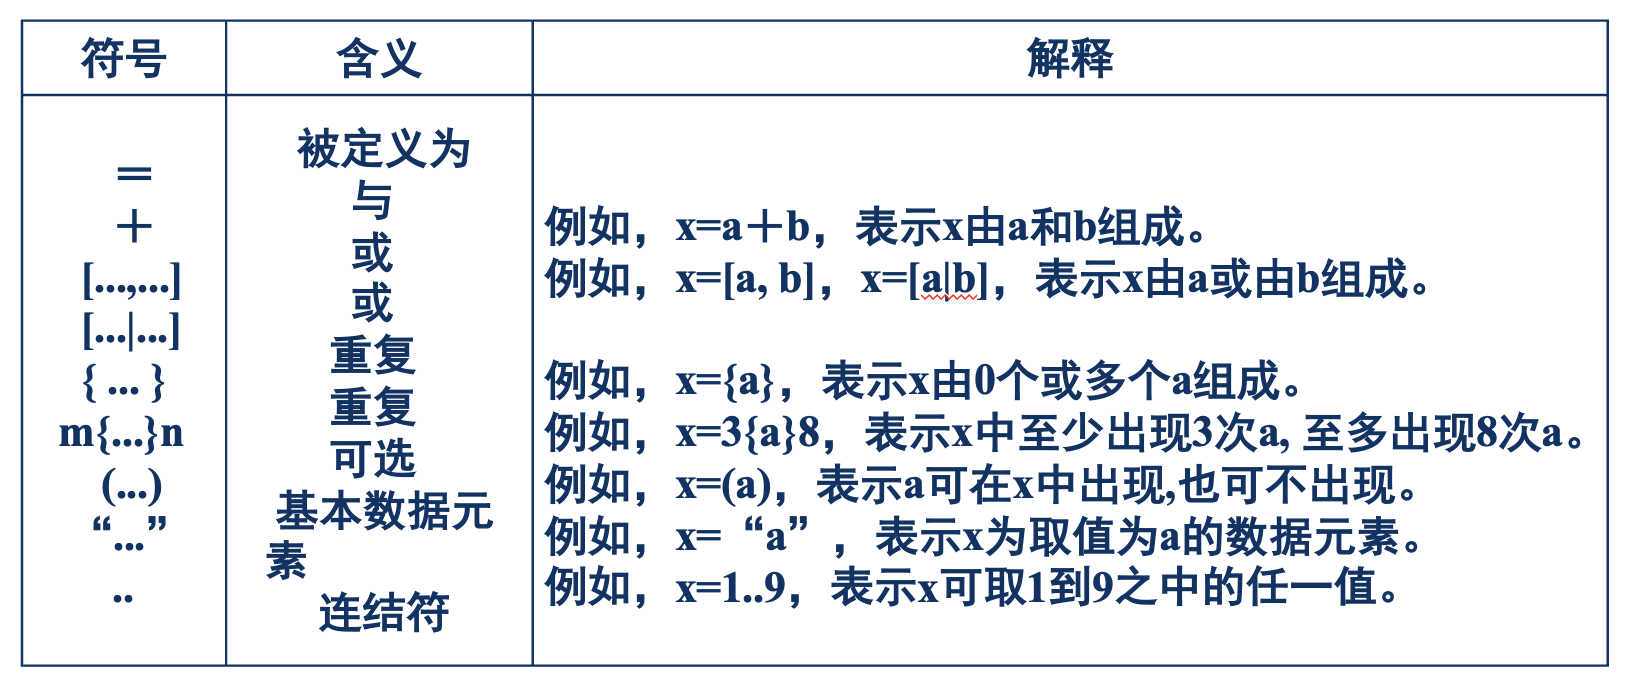 符号
含义
解释
＝
＋
[...,...]
[...|...]
{ ... }
m{...}n
(...)
“...”
..
被定义为
与
或
或
重复
重复
可选
基本数据元
素
连结符
例如，x=a＋b，表示x由a和b组成。
例如，x=[a, b]，x=[a|b]，表示x由a或由b组成。
例如，x={a}，表示x由0个或多个a组成。
例如，x=3{a}8，表示x中至少出现3次a, 至多出现8次a。
例如，x=(a)，表示a可在x中出现,也可不出现。
例如，x=“a”，表示x为取值为a的数据元素。
例如，x=1..9，表示x可取1到9之中的任一值。